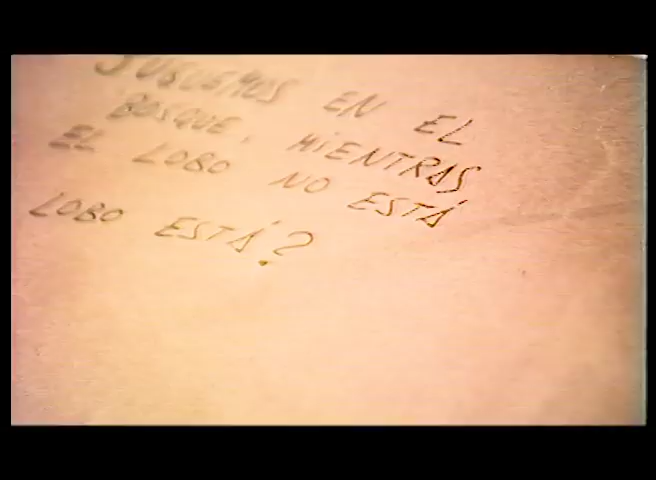 JUGUEMOS EN EL
BOSQUE, MIENTRAS
EL LOBO NO ESTÁ
LOBO ESTÁ?